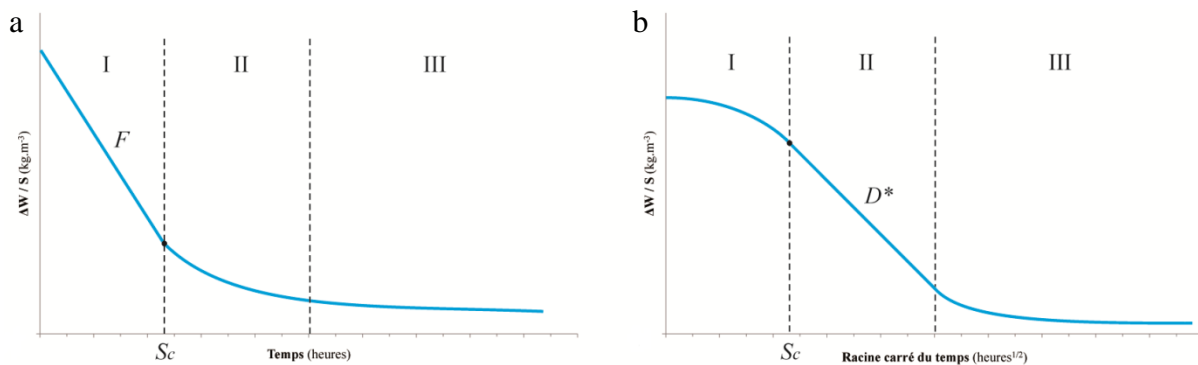 a
I
II
III
F
ΔW / S (kg.m-3)
Sc
Temps (heures)
b
I
II
III
D*
ΔW / S (kg.m-3)
Sc
Racine carré du temps (heures1/2)